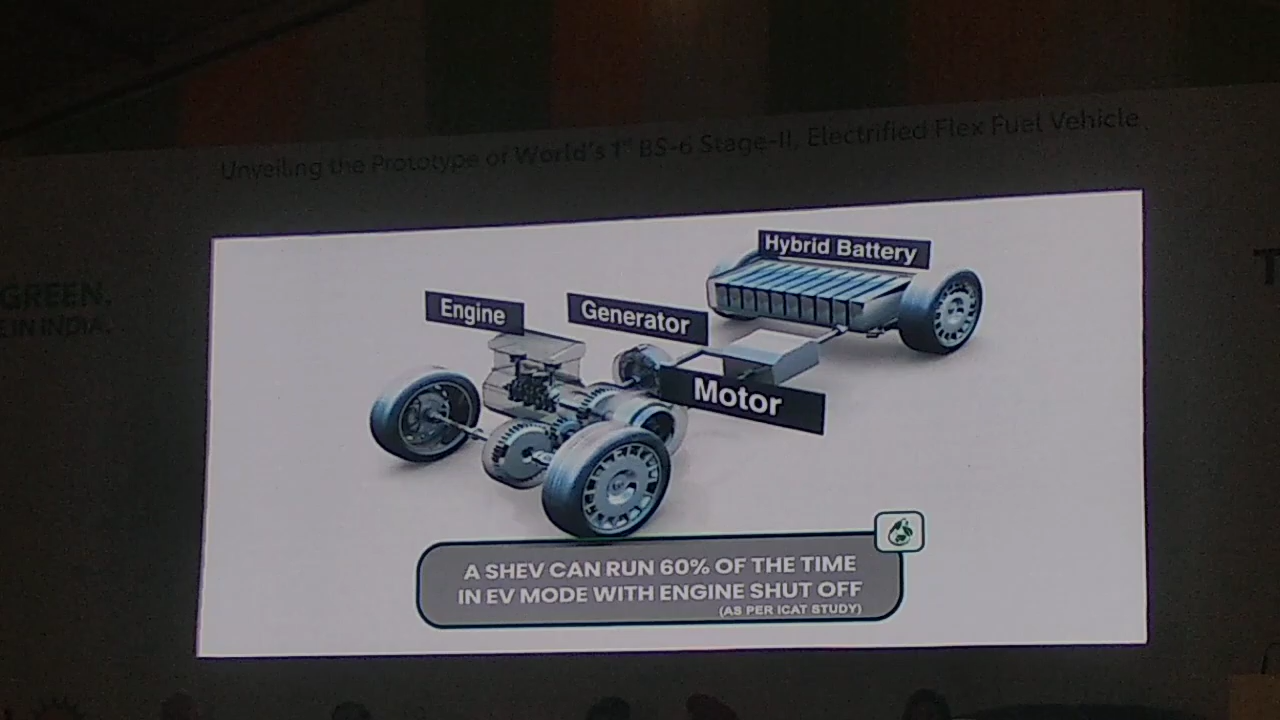 Unveiling the Prototype of World's 1st BS-6 Stage-II, Electrified Flex Fuel Vehicle
GREEN.
IN INDIA.
T
Hybrid Battery
Engine
Generator
Motor
A SHEV CAN RUN 60% OF THE TIME
IN EV MODE WITH ENGINE SHUT OFF
(AS PER ICAT STUDY)